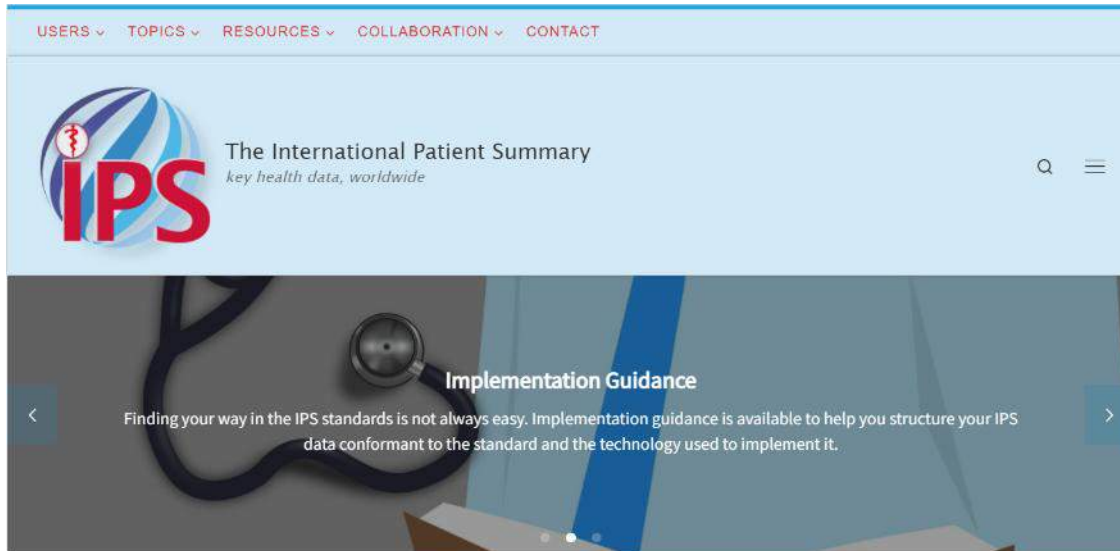 USERS TOPICS RESOURCES COLLABORATION CONTACT
IPS
The International Patient Summary
key health data, worldwide
Implementation Guidance
Finding your way in the IPS standards is not always easy. Implementation guidance is available to help you structure your IPS
data conformant to the standard and the technology used to implement it.